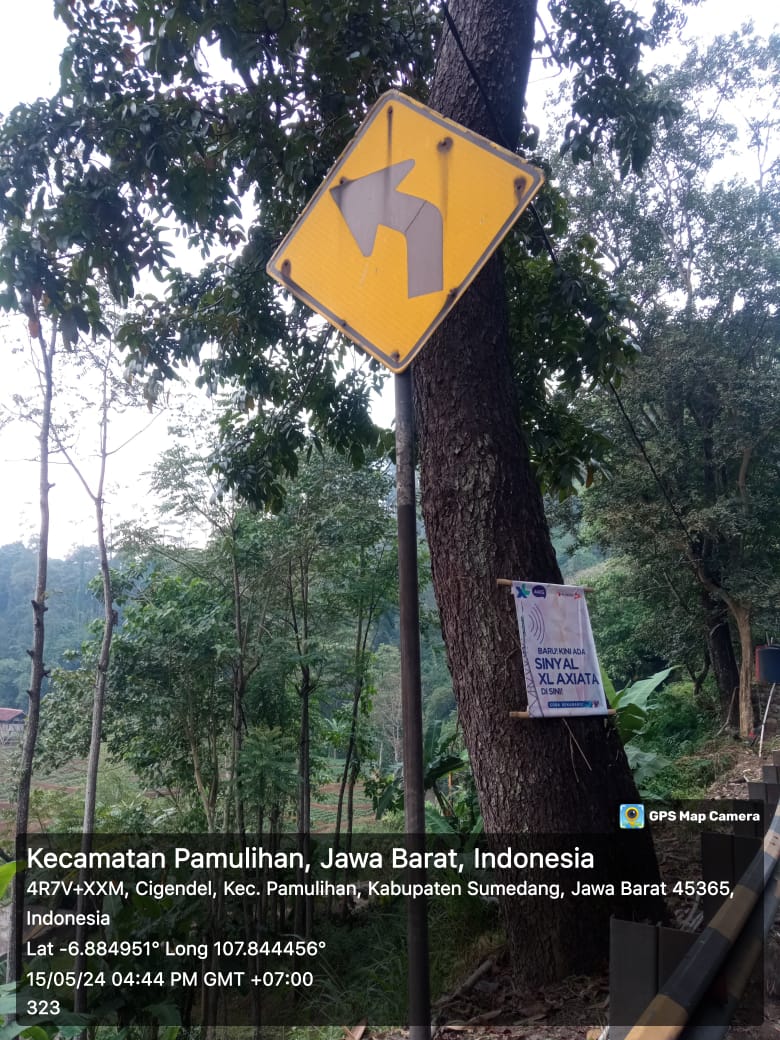 AXIS
BARU! KINI ADA
SINYAL
XL AXIATA
DI SINI!
GPS Map Camera
Kecamatan Pamulihan, Jawa Barat, Indonesia
4R7V+XXM, Cigendel, Kec. Pamulihan, Kabupaten Sumedang, Jawa Barat 45365,
Indonesia
Lat -6.884951° Long 107.844456°
15/05/24 04:44 PM GMT +07:00
323